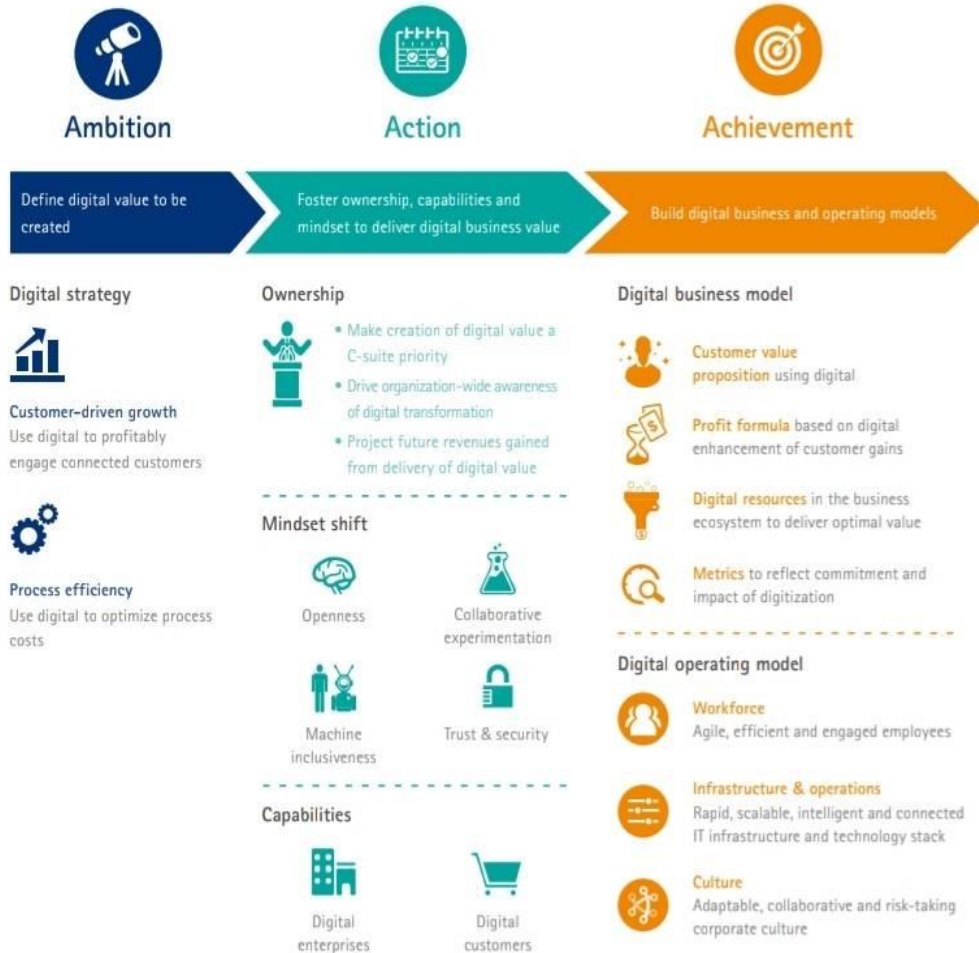 Ambition
Action
Achievement
Define digital value to be
created
Foster ownership, capabilities and
mindset to deliver digital business value
Build digital business and operating models
Digital strategy
Customer-driven growth
Use digital to profitably
engage connected customers
Process efficiency
Use digital to optimize process
costs
Ownership
• Make creation of digital value a
C-suite priority
• Drive organization-wide awareness
of digital transformation
• Project future revenues gained
from delivery of digital value
Mindset shift
Openness
Collaborative
experimentation
Machine
inclusiveness
Trust & security
Capabilities
Digital
enterprises
Digital
customers
Digital business model
Customer value
proposition using digital
Profit formula based on digital
enhancement of customer gains
Digital resources in the business
ecosystem to deliver optimal value
Metrics to reflect commitment and
impact of digitization
Digital operating model
Workforce
Agile, efficient and engaged employees
Infrastructure & operations
Rapid, scalable, intelligent and connected
IT infrastructure and technology stack
Culture
Adaptable, collaborative and risk-taking
corporate culture